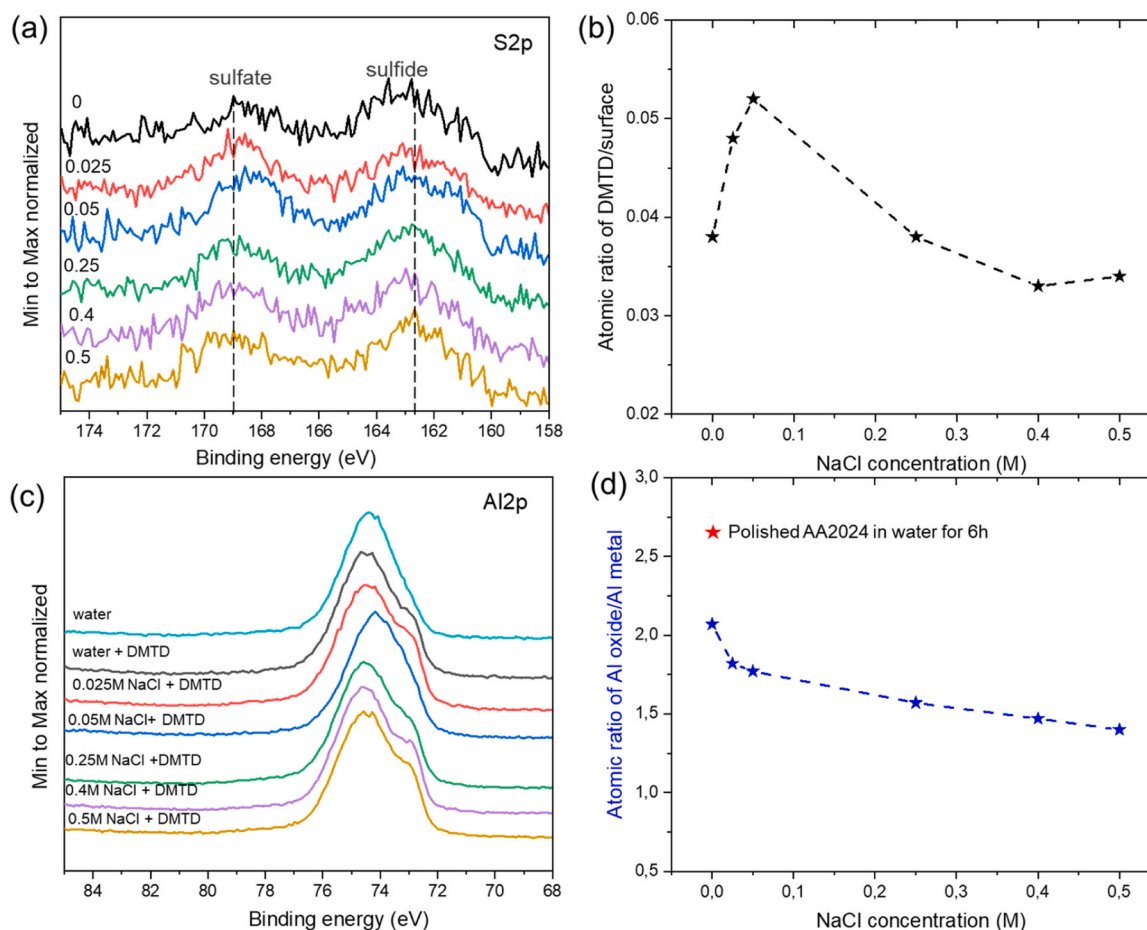 (a)
S2p
sulfate
sulfide
0
0.025
0.05
0.25
0.4
0.5
Min to Max normalized
174 172 170 168 166 164 162 160 158
Binding energy (eV)
(b)
Atomic ratio of DMTD/surface
0.06
0.05
0.04
0.03
0.02
0.0 0.1 0.2 0.3 0.4 0.5
NaCl concentration (M)
(c)
Al2p
water
water + DMTD
0.025M NaCl + DMTD
0.05M NaCl+ DMTD
0.25M NaCl +DMTD
0.4M NaCl + DMTD
0.5M NaCl + DMTD
Min to Max normalized
84 82 80 78 76 74 72 70 68
Binding energy (eV)
(d)
Polished AA2024 in water for 6h
Atomic ratio of Al oxide/Al metal
3,0
2,5
2,0
1,5
1,0
0,5
0,0 0,1 0,2 0,3 0,4 0,5
NaCl concentration (M)